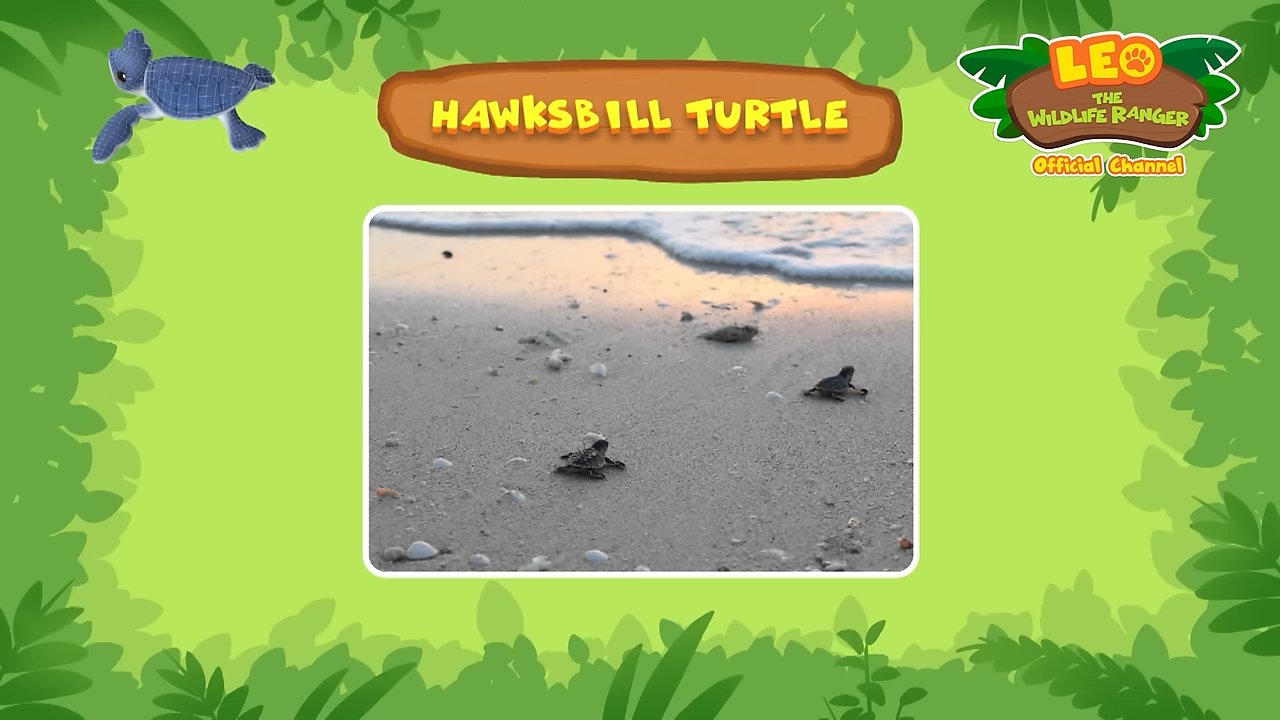 HAWKSBILL TURTLE
LEO
THE
WILDLIFE RANGER
Official Channel